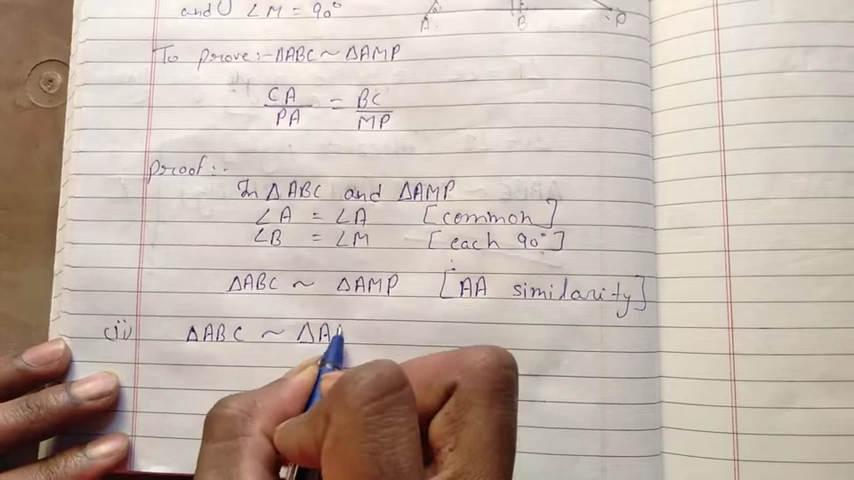 and ∠M = 90°
A B P
To prove:- ΔABC ~ ΔAMP
CA/PA = BC/MP
Proof:-
In ΔABC and ΔAMP
∠A = ∠A [common]
∠B = ∠M [each 90°]
ΔABC ~ ΔAMP [AA similarity]
(ii) ΔABC ~ ΔA